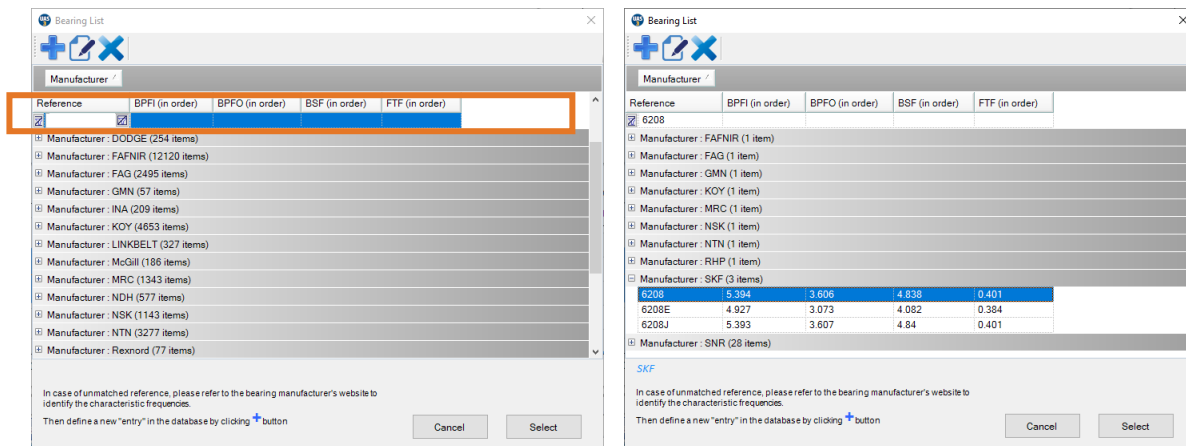 Bearing List
Manufacturer
Reference BPFI (in order) BPFO (in order) BSF (in order) FTF (in order)
Manufacturer : DODGE (254 items)
Manufacturer : FAFNIR (12120 items)
Manufacturer : FAG (2495 items)
Manufacturer : GMN (57 items)
Manufacturer : INA (209 items)
Manufacturer : KOY (4653 items)
Manufacturer : LINKBELT (327 items)
Manufacturer : McGill (186 items)
Manufacturer : MRC (1343 items)
Manufacturer : NDH (577 items)
Manufacturer : NSK (1143 items)
Manufacturer : NTN (3277 items)
Manufacturer : Rexnord (77 items)
In case of unmatched reference, please refer to the bearing manufacturer's website to
identify the characteristic frequencies.
Then define a new "entry" in the database by clicking + button
Cancel Select
Bearing List
Manufacturer
Reference BPFI (in order) BPFO (in order) BSF (in order) FTF (in order)
6208
Manufacturer : FAFNIR (1 item)
Manufacturer : FAG (1 item)
Manufacturer : GMN (1 item)
Manufacturer : KOY (1 item)
Manufacturer : MRC (1 item)
Manufacturer : NSK (1 item)
Manufacturer : NTN (1 item)
Manufacturer : RHP (1 item)
Manufacturer : SKF (3 items)
6208 5.394 3.606 4.838 0.401
6208E 4.927 3.073 4.082 0.384
6208J 5.393 3.607 4.84 0.401
Manufacturer : SNR (28 items)
SKF
In case of unmatched reference, please refer to the bearing manufacturer's website to
identify the characteristic frequencies.
Then define a new "entry" in the database by clicking + button
Cancel Select